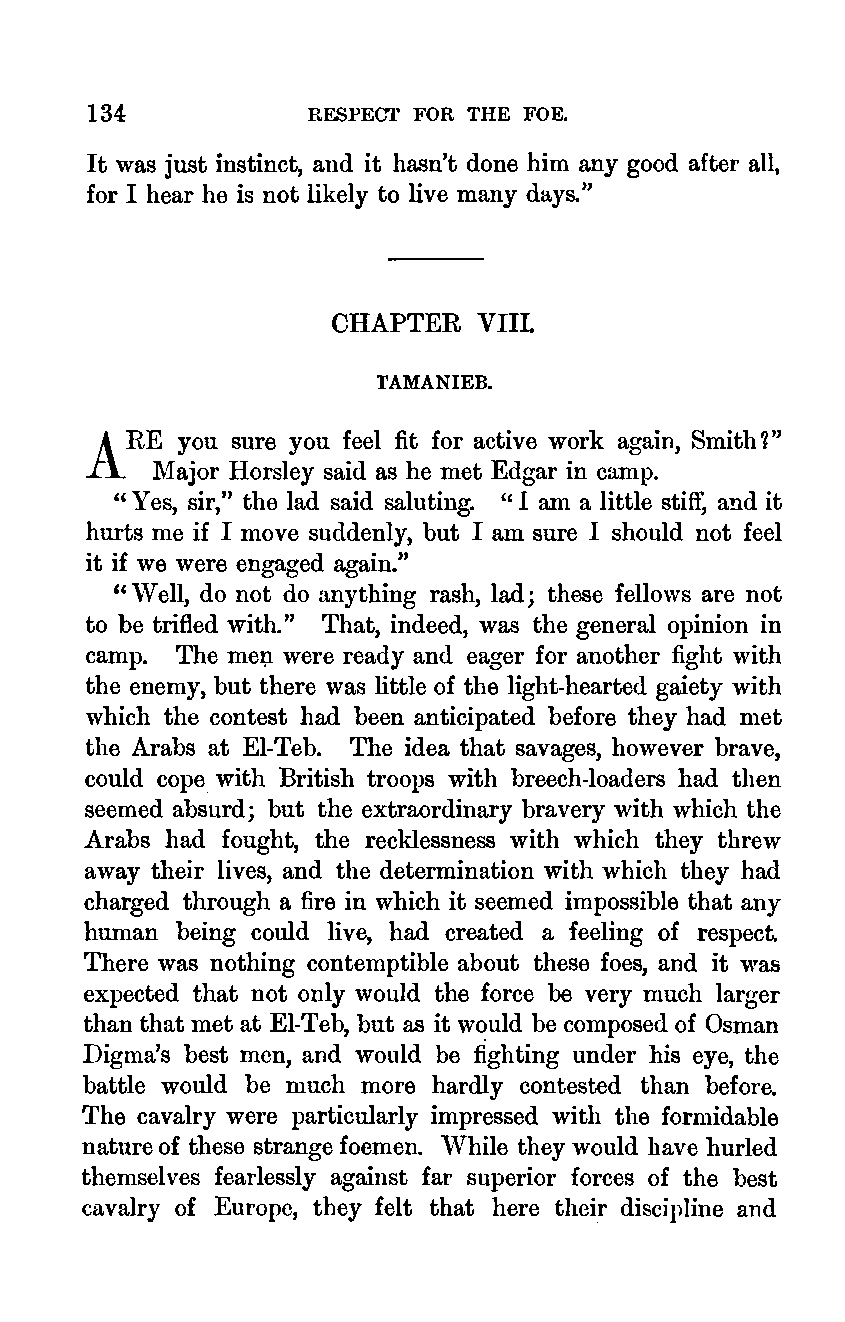 134 RESPECT FOR THE FOE.
It was just instinct, and it hasn't done him any good after all,
for I hear he is not likely to live many days."
CHAPTER VIII.
TAMANIEB.
ARE you sure you feel fit for active work again, Smith?"
Major Horsley said as he met Edgar in camp.
"Yes, sir," the lad said saluting. "I am a little stiff, and it
hurts me if I move suddenly, but I am sure I should not feel
it if we were engaged again."
"Well, do not do anything rash, lad; these fellows are not
to be trifled with." That, indeed, was the general opinion in
camp. The men were ready and eager for another fight with
the enemy, but there was little of the light-hearted gaiety with
which the contest had been anticipated before they had met
the Arabs at El-Teb. The idea that savages, however brave,
could cope with British troops with breech-loaders had then
seemed absurd; but the extraordinary bravery with which the
Arabs had fought, the recklessness with which they threw
away their lives, and the determination with which they had
charged through a fire in which it seemed impossible that any
human being could live, had created a feeling of respect.
There was nothing contemptible about these foes, and it was
expected that not only would the force be very much larger
than that met at El-Teb, but as it would be composed of Osman
Digma's best men, and would be fighting under his eye, the
battle would be much more hardly contested than before.
The cavalry were particularly impressed with the formidable
nature of these strange foemen. While they would have hurled
themselves fearlessly against far superior forces of the best
cavalry of Europe, they felt that here their discipline and